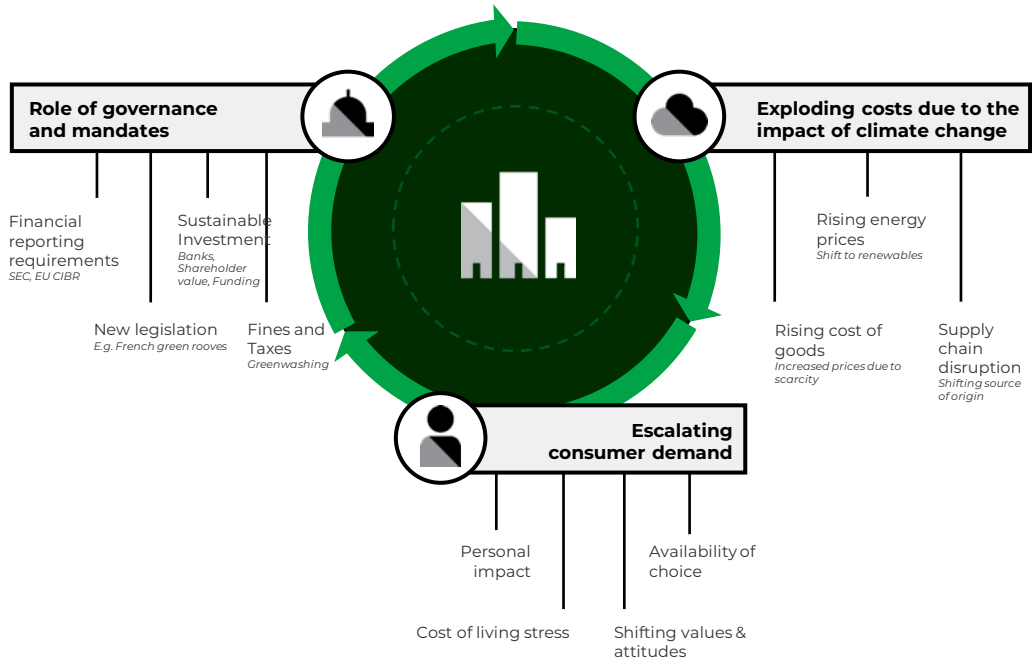 Role of governance
and mandates
Financial
reporting
requirements
SEC, EU CIBR
New legislation
E.g. French green rooves
Sustainable
Investment
Banks,
Shareholder
value, Funding
Fines and
Taxes
Greenwashing
Exploding costs due to the
impact of climate change
Rising cost of
goods
Increased prices due to
scarcity
Rising energy
prices
Shift to renewables
Supply
chain
disruption
Shifting source
of origin
Escalating
consumer demand
Personal
impact
Cost of living stress
Shifting values &
attitudes
Availability of
choice